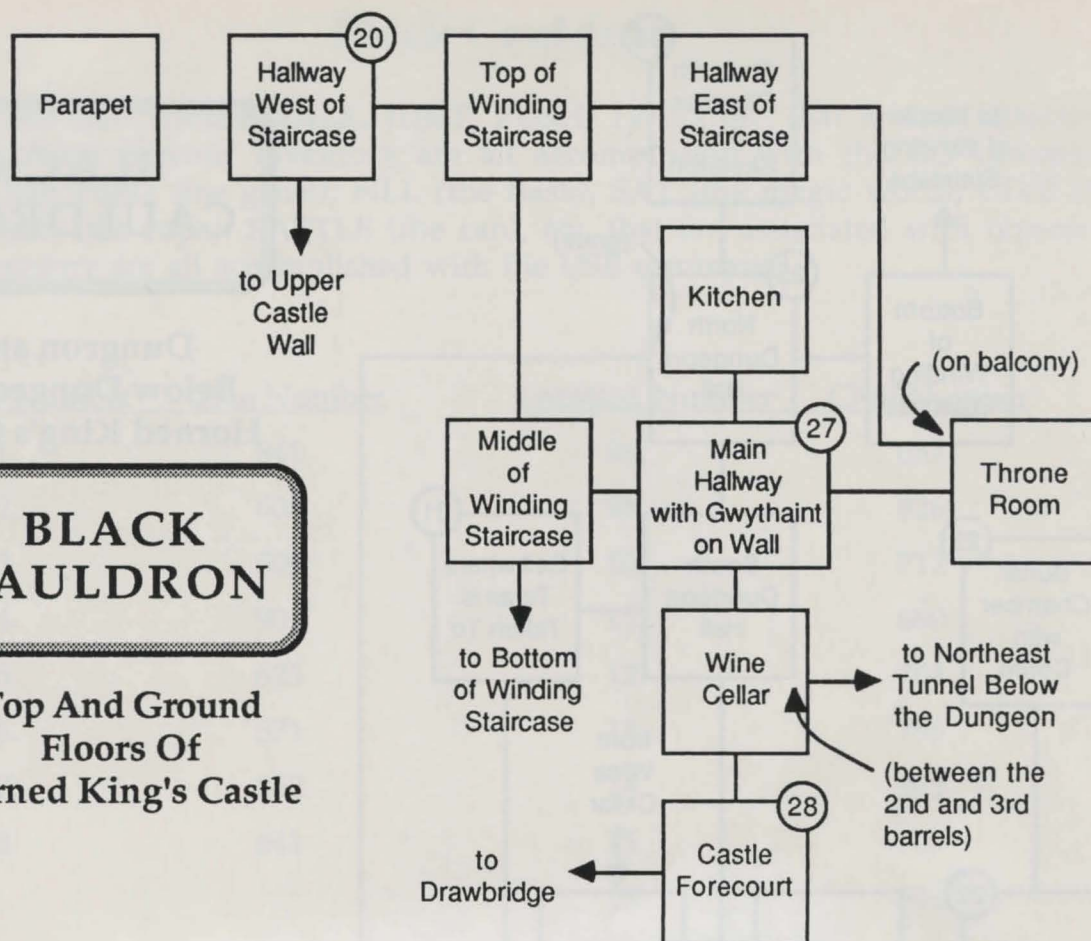 Parapet
20
Hallway
West of
Staircase
Top of
Winding
Staircase
Hallway
East of
Staircase
to Upper
Castle
Wall
Kitchen
(on balcony)
Middle
of
Winding
Staircase
27
Main
Hallway
with Gwythaint
on Wall
Throne
Room
BLACK
AULDRON
to Bottom
of Winding
Staircase
Wine
Cellar
to Northeast
Tunnel Below
the Dungeon
op And Ground
Floors Of
rned King's Castle
(between the
2nd and 3rd
barrels)
28
Castle
Forecourt
to
Drawbridge